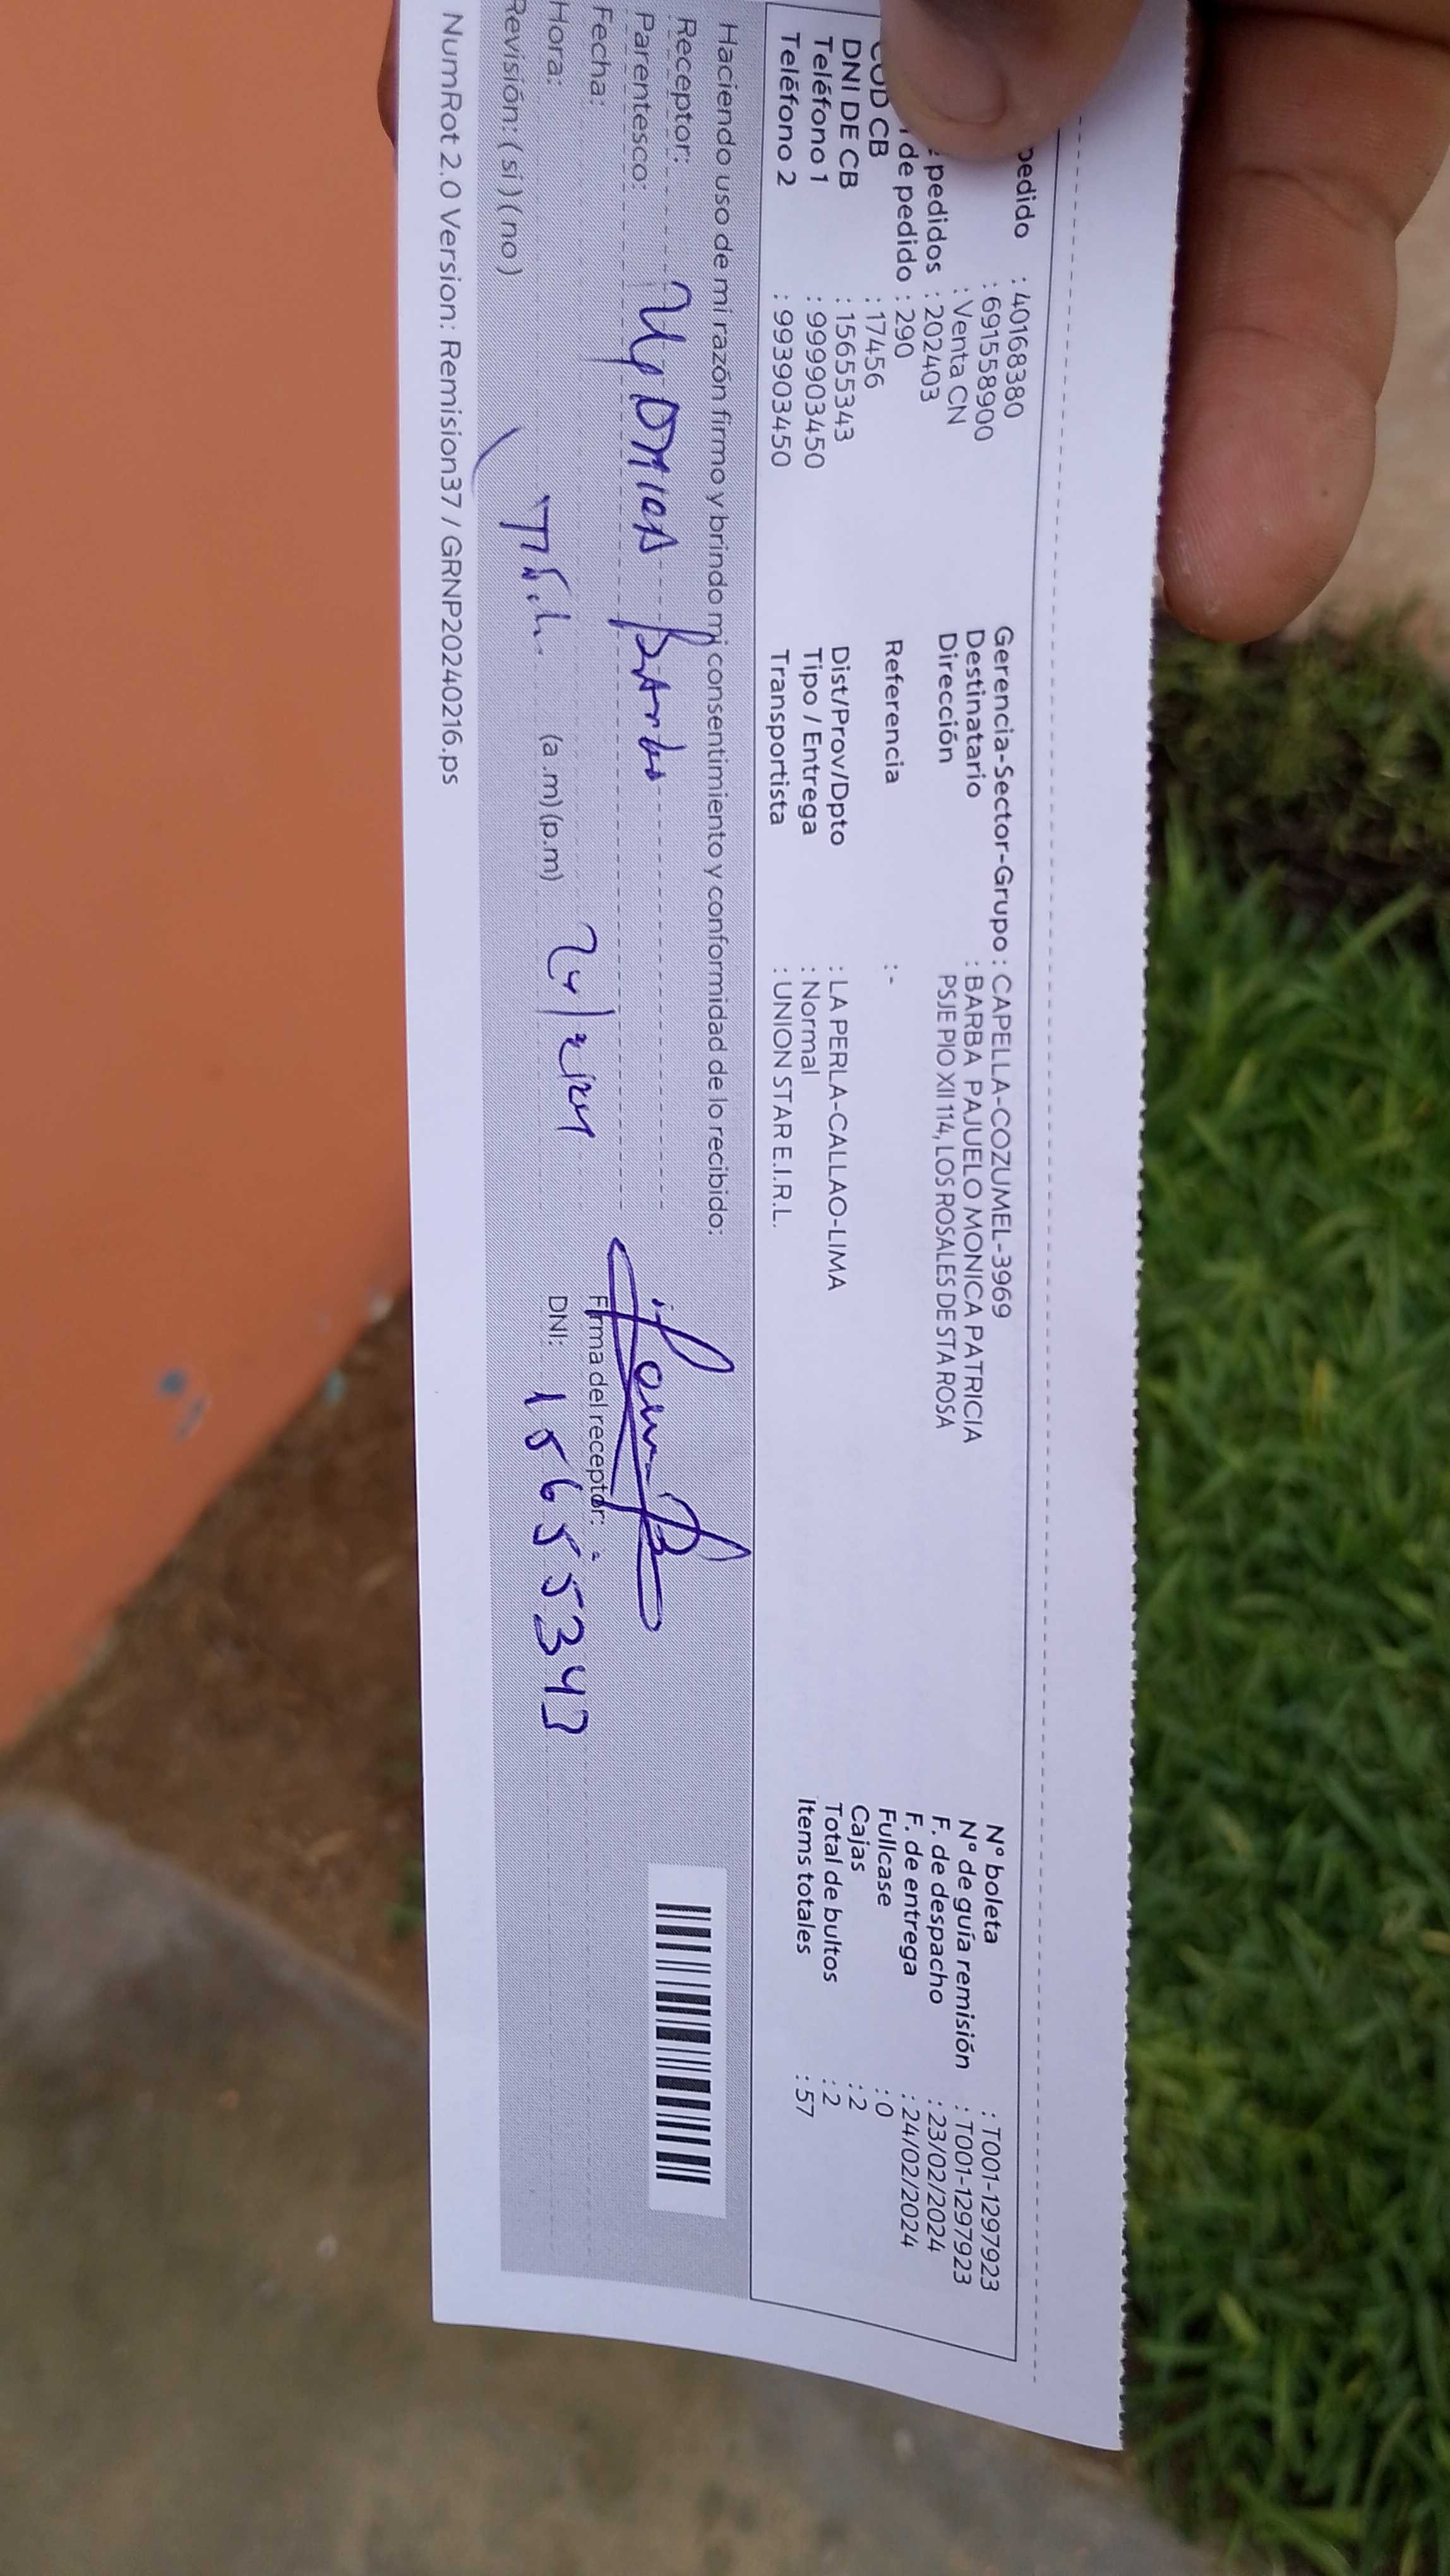 pedido : 40168380
: 691558900
: Venta CN
pedidos : 202403
de pedido : 290
COD CB : 17456
DNI DE CB : 15655343
Teléfono 1 : 999903450
Teléfono 2 : 993903450
Gerencia-Sector-Grupo : CAPELLA-COZUMEL-3969
Destinatario : BARBA PAJUELO MONICA PATRICIA
Dirección PSJE PIO XII 114, LOS ROSALES DE STA ROSA
Referencia : -
Dist/Prov/Dpto : LA PERLA-CALLAO-LIMA
Tipo / Entrega : Normal
Transportista : UNION STAR E.I.R.L.
N° boleta : T001-1297923
N° de guía remisión : T001-1297923
F. de despacho : 23/02/2024
F. de entrega : 24/02/2024
Fullcase : 0
Cajas : 2
Total de bultos : 2
Items totales : 57
Haciendo uso de mi razón firmo y brindo mi consentimiento y conformidad de lo recibido:
Receptor:
Parentesco:
Fecha:
Hora: (a.m) (p.m)
Revisión: ( si ) ( no )
Firma del receptor:
DNI: 15655343
NumRot 2.0 Version: Remision37 / GRNP20240216.ps